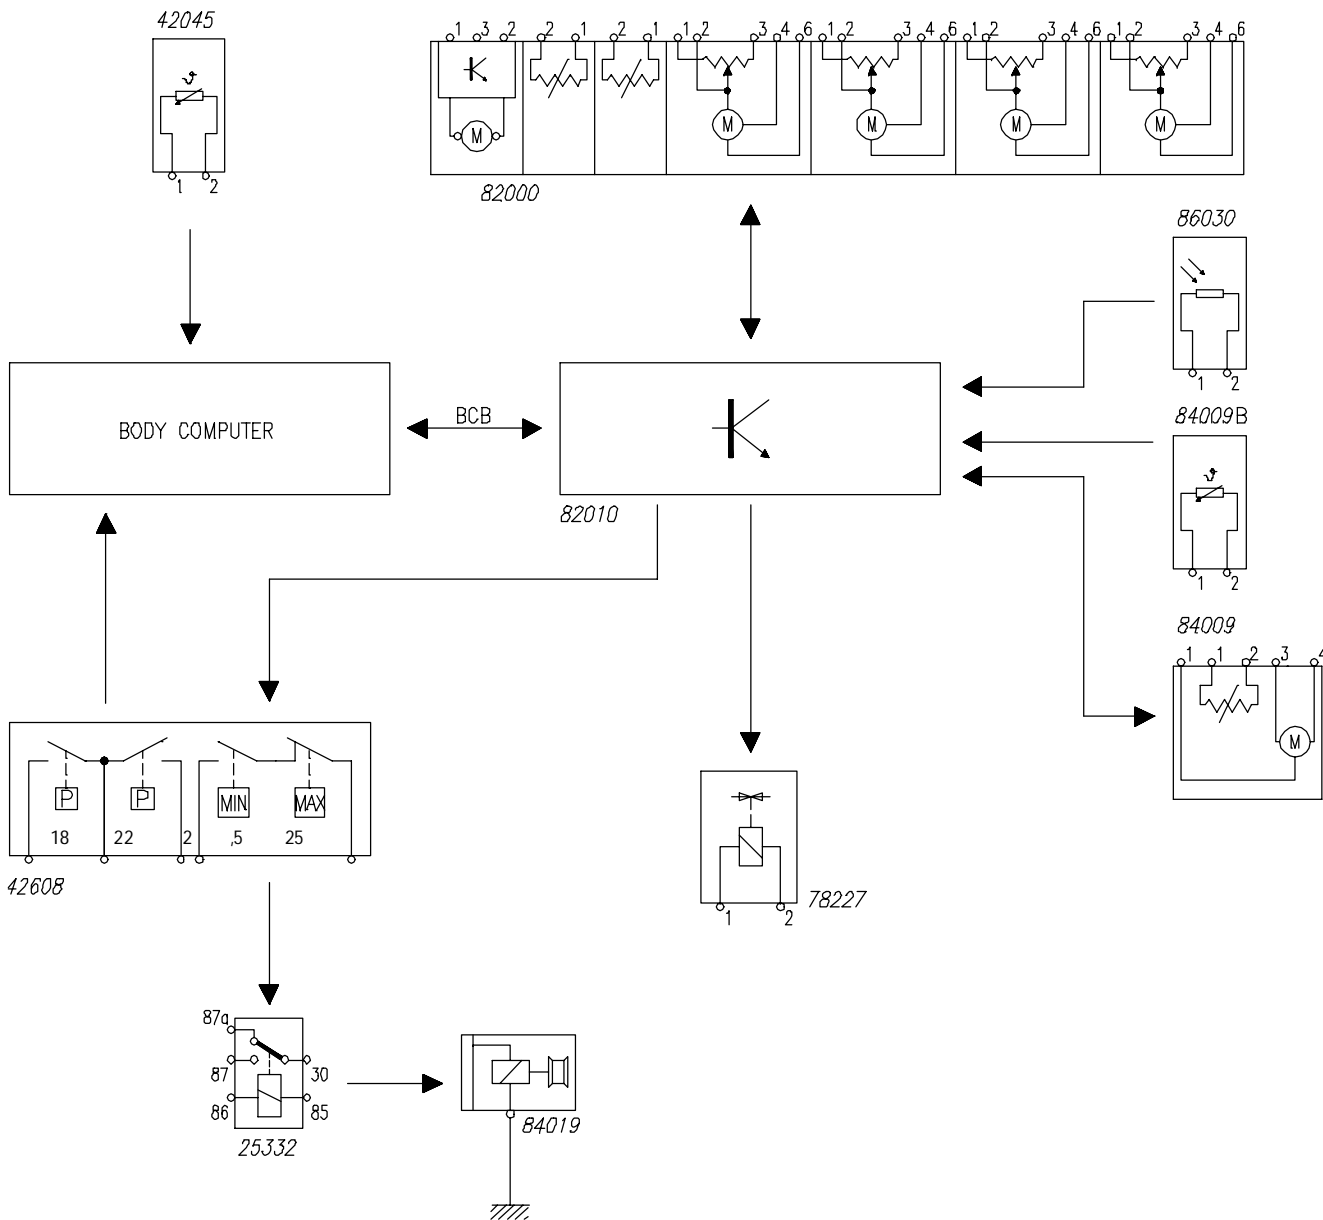 42045
ϑ
1 2
1 3 2 2 1 2 1 1 2 3 4 6 1 2 3 4 6 1 2 3 4 6 1 2 3 4 6
M M M M M
82000
86030
1 2
BODY COMPUTER
BCB
82010
84009B
ϑ
1 2
84009
1 1 2 3 4
M
P P MIN MAX
18 22 2 ,5 25
42608
1 2
78227
87a
87 30
86 85
25332
84019